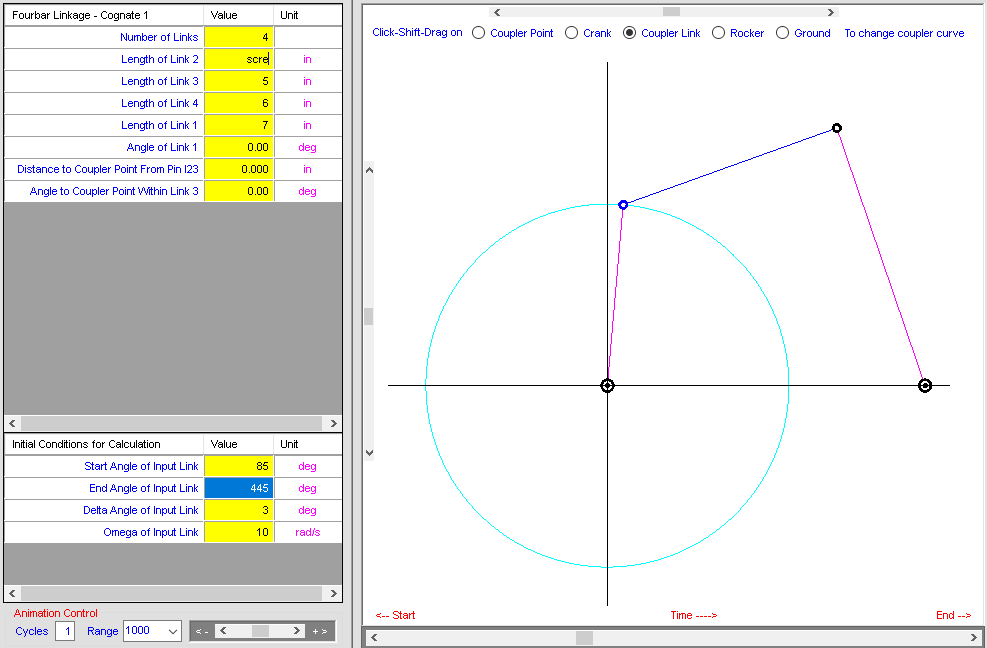 Fourbar Linkage - Cognate 1 Value Unit
Number of Links 4
Length of Link 2 scre in
Length of Link 3 5 in
Length of Link 4 6 in
Length of Link 1 7 in
Angle of Link 1 0.00 deg
Distance to Coupler Point From Pin I23 0.000 in
Angle to Coupler Point Within Link 3 0.00 deg
Initial Conditions for Calculation Value Unit
Start Angle of Input Link 85 deg
End Angle of Input Link 445 deg
Delta Angle of Input Link 3 deg
Omega of Input Link 10 rad/s
Animation Control
Cycles 1 Range 1000 < - + >
Click-Shift-Drag on Coupler Point Crank Coupler Link Rocker Ground To change coupler curve
<-- Start Time ----> End -->